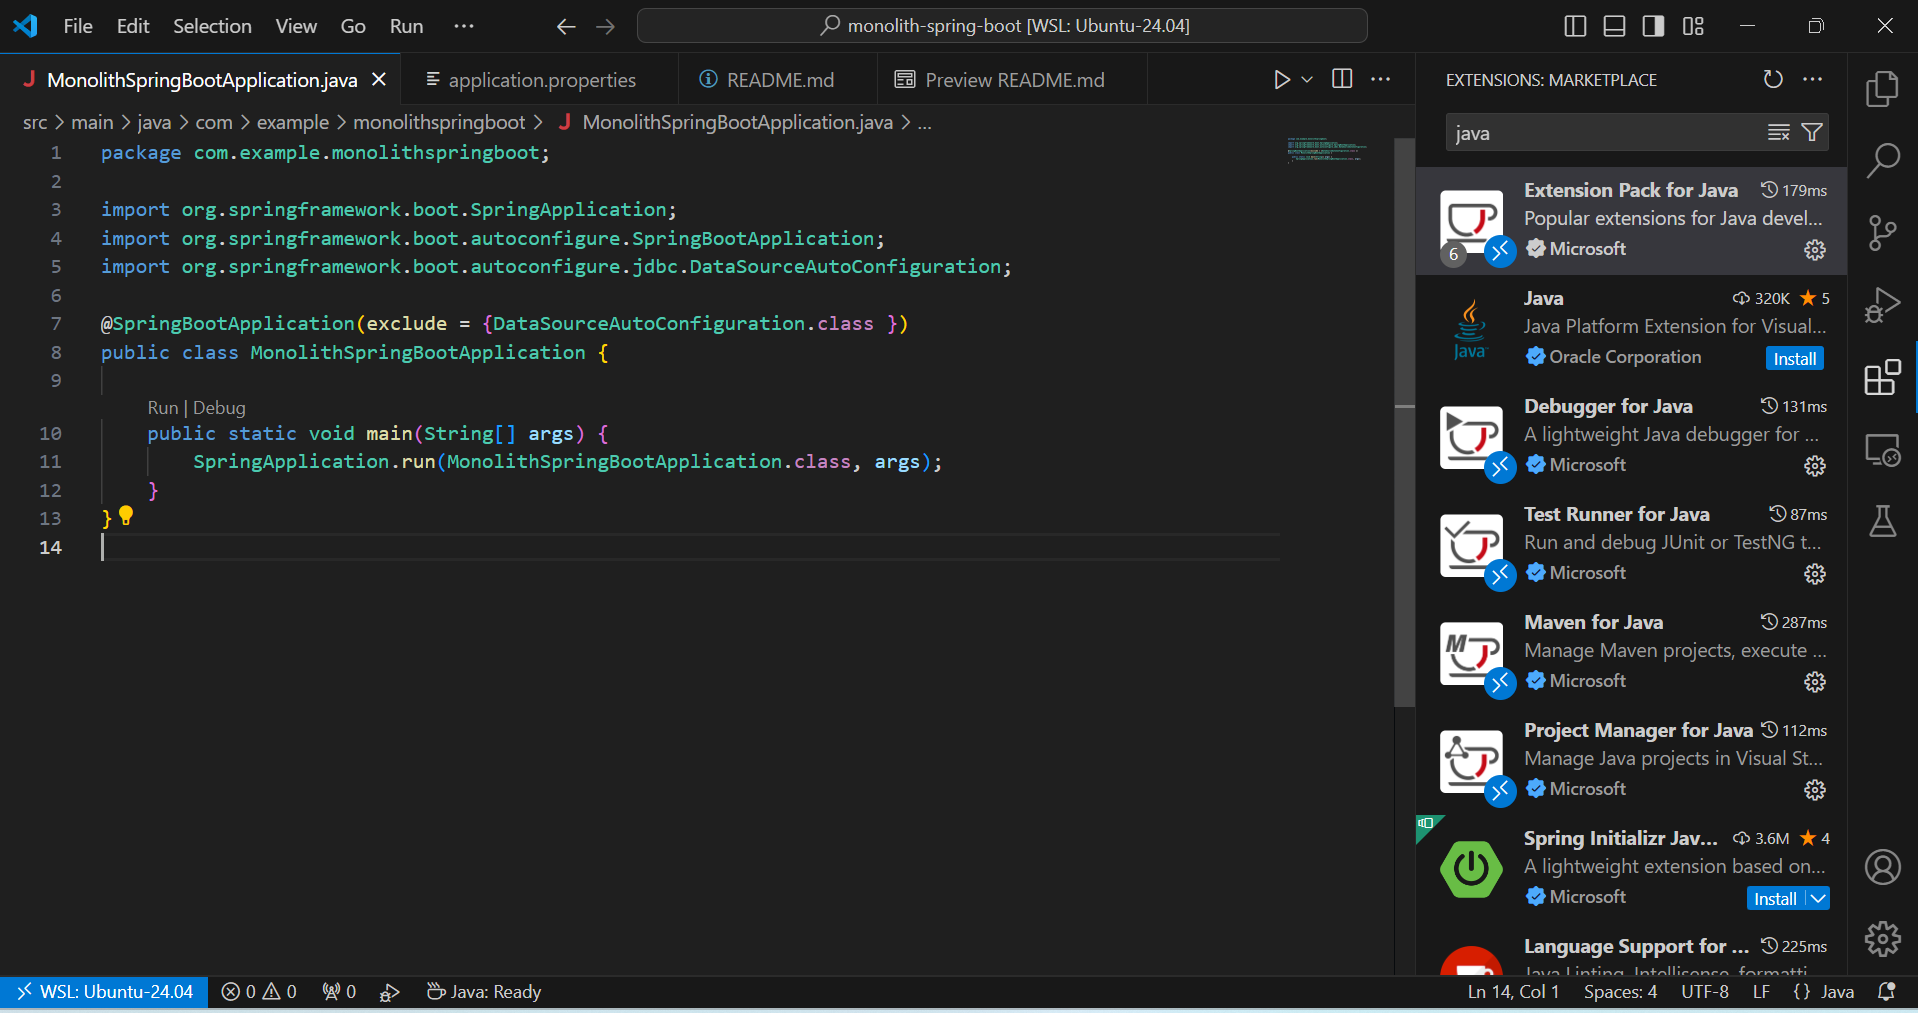 File Edit Selection View Go Run ··· monolith-spring-boot [WSL: Ubuntu-24.04]
MonolithSpringBootApplication.java application.properties README.md Preview README.md
src > main > java > com > example > monolithspringboot > MonolithSpringBootApplication.java > ...
1 package com.example.monolithspringboot;
2
3 import org.springframework.boot.SpringApplication;
4 import org.springframework.boot.autoconfigure.SpringBootApplication;
5 import org.springframework.boot.autoconfigure.jdbc.DataSourceAutoConfiguration;
6
7 @SpringBootApplication(exclude = {DataSourceAutoConfiguration.class })
8 public class MonolithSpringBootApplication {
9
Run | Debug
10 public static void main(String[] args) {
11 SpringApplication.run(MonolithSpringBootApplication.class, args);
12 }
13 }
14
EXTENSIONS: MARKETPLACE
java
Extension Pack for Java 179ms
Popular extensions for Java devel...
6 Microsoft
Java 320K 5
Java Platform Extension for Visual...
Java Oracle Corporation Install
Debugger for Java 131ms
A lightweight Java debugger for ...
Microsoft
Test Runner for Java 87ms
Run and debug JUnit or TestNG t...
Microsoft
Maven for Java 287ms
M Manage Maven projects, execute ...
Microsoft
Project Manager for Java 112ms
Manage Java projects in Visual St...
Microsoft
Spring Initializr Jav... 3.6M 4
A lightweight extension based on...
Microsoft Install
Language Support for ... 225ms
Java Linting, Intellisense, formatti...
WSL: Ubuntu-24.04 0 0 0 Java: Ready Ln 14, Col 1 Spaces: 4 UTF-8 LF {} Java